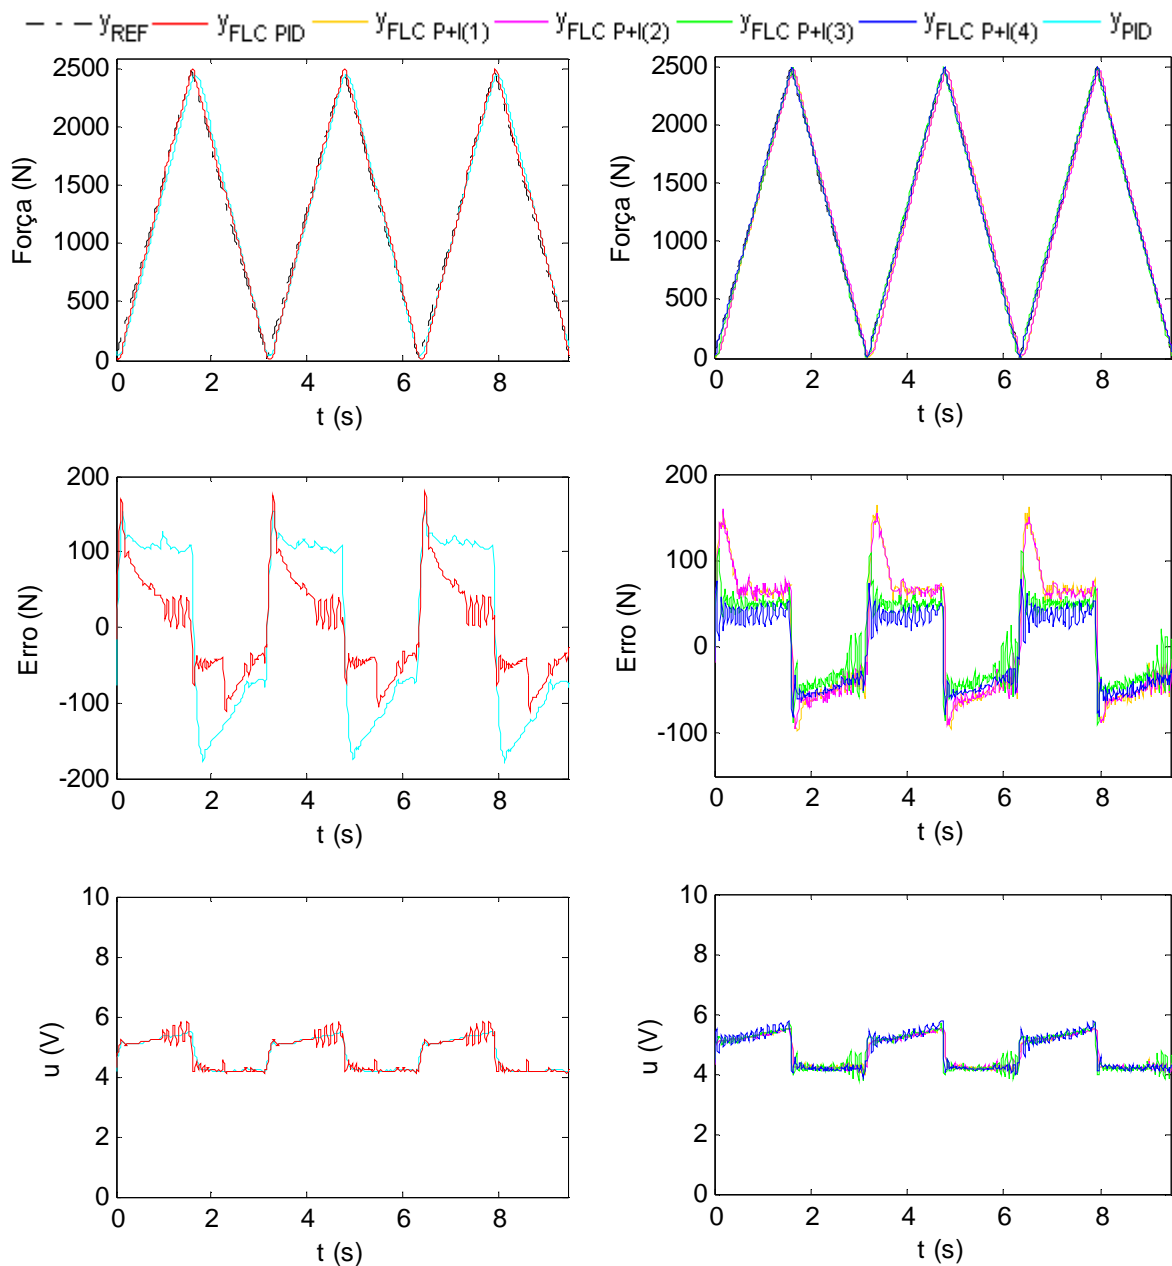 yREF yFLC PID yFLC P+I(1) yFLC P+I(2) yFLC P+I(3) yFLC P+I(4) yPID
2500
2000
1500
1000
500
0
Força (N)
0 2 4 6 8
t (s)
2500
2000
1500
1000
500
0
Força (N)
0 2 4 6 8
t (s)
200
100
0
-100
-200
Erro (N)
0 2 4 6 8
t (s)
200
100
0
-100
Erro (N)
0 2 4 6 8
t (s)
10
8
6
4
2
0
u (V)
0 2 4 6 8
t (s)
10
8
6
4
2
0
u (V)
0 2 4 6 8
t (s)